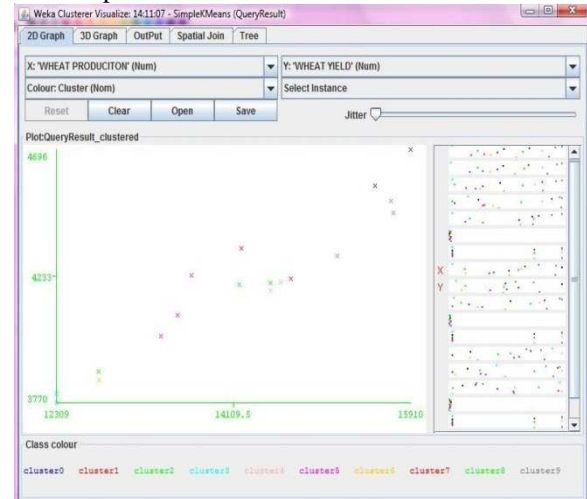 Weka Clusterer Visualize: 14:11:07 - SimpleKMeans (QueryResult)
2D Graph 3D Graph OutPut Spatial Join Tree
X: 'WHEAT PRODUCITON' (Num) Y: 'WHEAT YIELD' (Num)
Colour: Cluster (Nom) Select Instance
Reset Clear Open Save Jitter
Plot:QueryResult_clustered
4696
X
4233
Y
3770
12309 14109.5 15910
Class colour
cluster0 cluster1 cluster2 cluster3 cluster4 cluster5 cluster6 cluster7 cluster8 cluster9